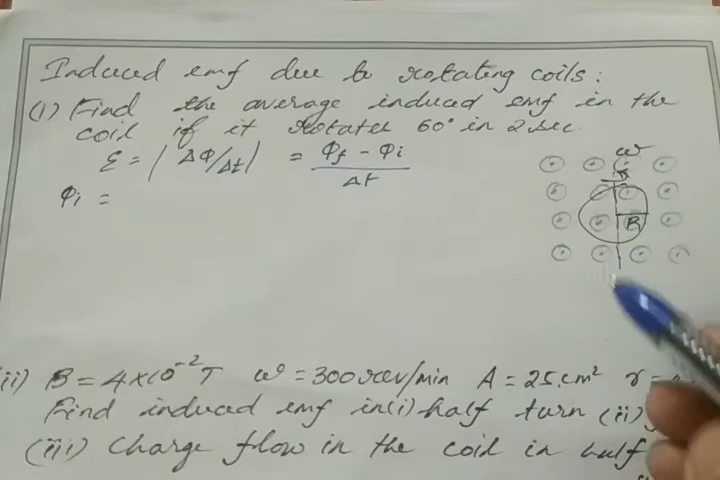 Induced emf due to rotating coils:
(i) Find the average induced emf in the
coil if it rotates 60° in 2 sec
ε = |ΔΦ/Δt| = Φf - Φi / Δt
Φi =
ω
R
(ii) B = 4×10⁻² T ω = 300 rev/min A = 25 cm² r =
Find induced emf in (i) half turn (ii)
(iii) Charge flow in the coil in half